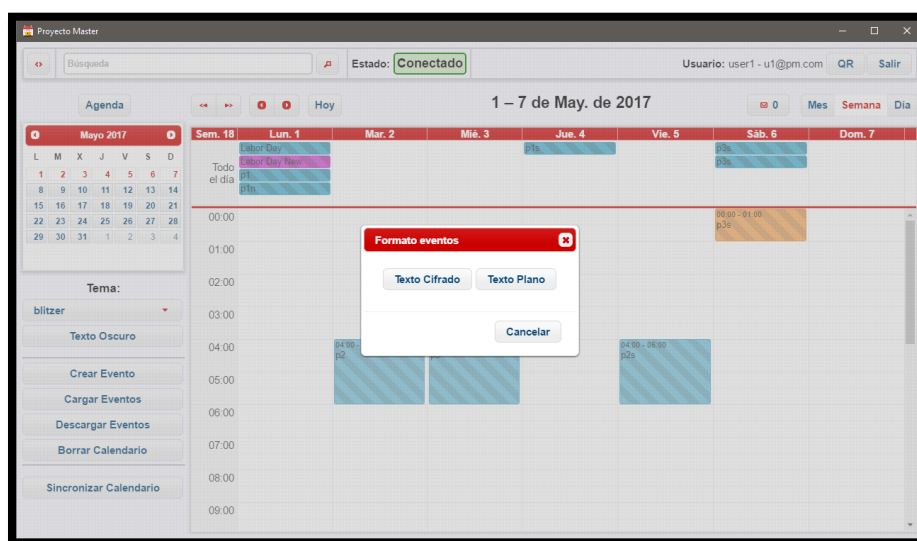 Proyecto Master
Búsqueda
Estado: Conectado
Usuario: user1 - u1@pm.com
QR
Salir
Agenda
Hoy
1 – 7 de May. de 2017
0
Mes Semana Día
Mayo 2017
L M X J V S D
1 2 3 4 5 6 7
8 9 10 11 12 13 14
15 16 17 18 19 20 21
22 23 24 25 26 27 28
29 30 31 1 2 3 4
Tema:
blitzer
Texto Oscuro
Crear Evento
Cargar Eventos
Descargar Eventos
Borrar Calendario
Sincronizar Calendario
Sem. 18 Lun. 1 Mar. 2 Mié. 3 Jue. 4 Vie. 5 Sáb. 6 Dom. 7
Todo el día
Labor Day
Labor Day New
p1
p1n
p1s
p3s
p3s
00:00
00:00 - 01:00
p3s
01:00
02:00
03:00
04:00
04:00 -
p2
04:00 - 06:00
p2s
05:00
06:00
07:00
08:00
09:00
Formato eventos
Texto Cifrado
Texto Plano
Cancelar